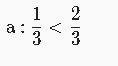 a : 1/3 < 2/3